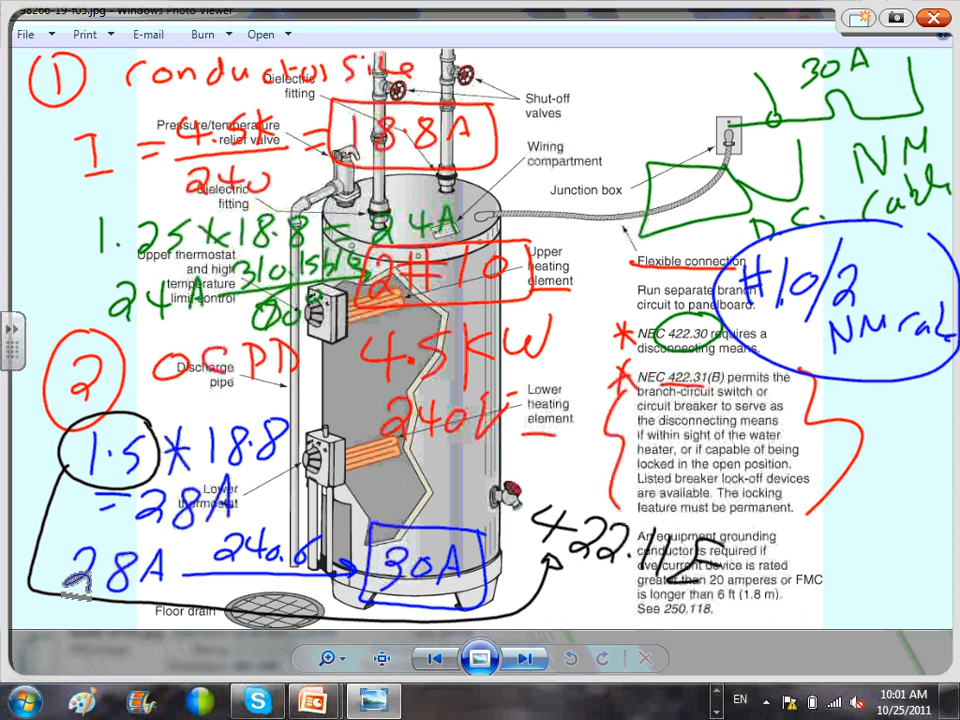 98266-19-f05.jpg - Windows Photo Viewer
File Print E-mail Burn Open
① conductor size
Dielectric
fitting
Shut-off
valves
30A
I = 4.5k / 240 = 18.8A
Pressure/temperature
relief valve
Wiring
compartment
Junction box
NM
cable
Dielectric
fitting
D.C.
1.25 * 18.8 = 24A
Upper thermostat
and high
temperature
limit control
24A
2#10
Upper
heating
element
Flexible connection
Run separate branch
circuit to panelboard.
#10/2
NM cab
* NEC 422.30 requires a
disconnecting means.
② OCPD
4.5KW
240V
Discharge
pipe
Lower
heating
element
* NEC 422.31(B) permits the
branch-circuit switch or
circuit breaker to serve as
the disconnecting means
if within sight of the water
heater, or if capable of being
locked in the open position.
Listed breaker lock-off devices
are available. The locking
feature must be permanent.
1.5 * 18.8
= 28A
Lower
thermostat
28A 240.6 30A
422.11E
An equipment grounding
conductor is required if
overcurrent device is rated
greater than 20 amperes or FMC
is longer than 6 ft (1.8 m).
See 250.118.
Floor drain
EN
10:01 AM
10/25/2011